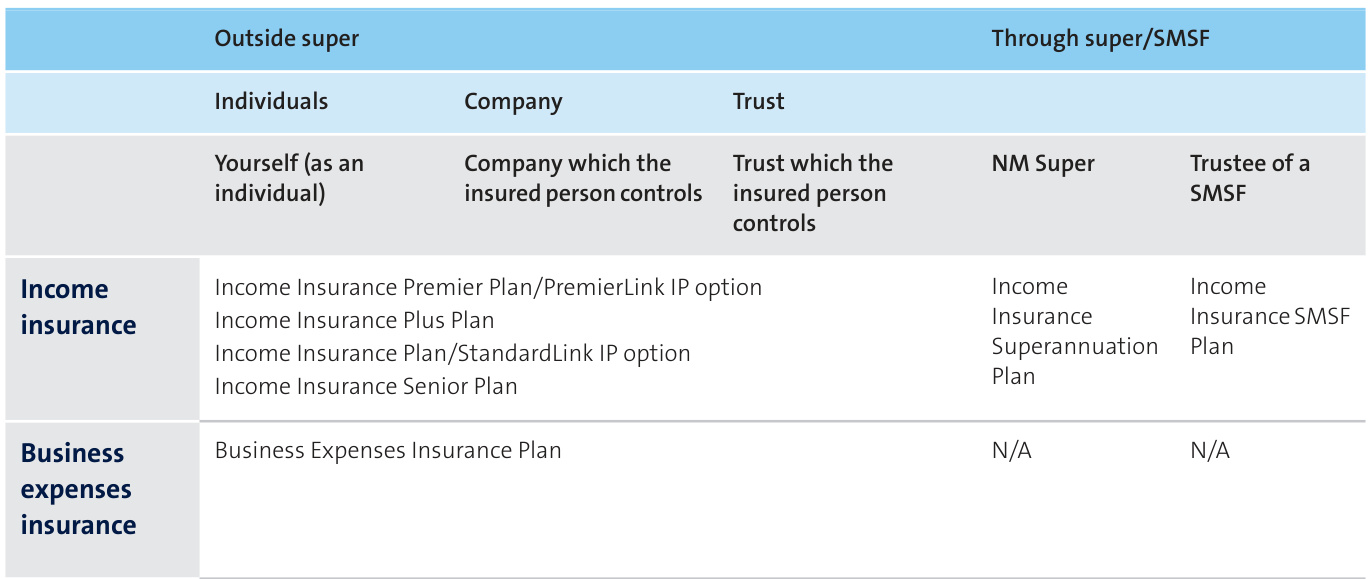 Outside super
Through super/SMSF
Individuals
Company
Trust
Yourself (as an
individual)
Company which the
insured person controls
Trust which the
insured person
controls
NM Super
Trustee of a
SMSF
Income
insurance
Income Insurance Premier Plan/PremierLink IP option
Income Insurance Plus Plan
Income Insurance Plan/StandardLink IP option
Income Insurance Senior Plan
Income
Insurance
Superannuation
Plan
Income
Insurance SMSF
Plan
Business
expenses
insurance
Business Expenses Insurance Plan
N/A
N/A